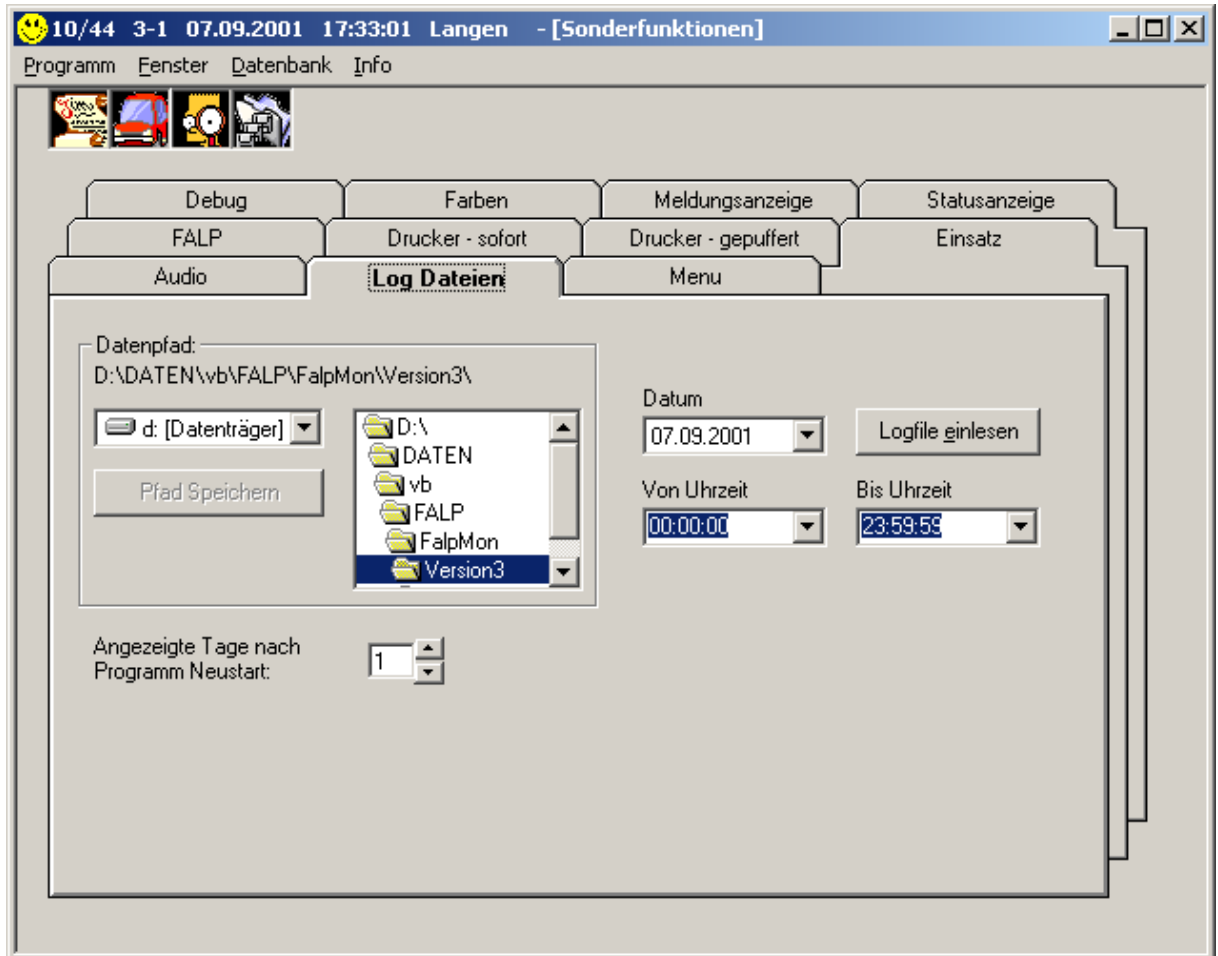 10/44 3-1 07.09.2001 17:33:01 Langen - [Sonderfunktionen]
Programm Fenster Datenbank Info
Debug Farben Meldungsanzeige Statusanzeige
FALP Drucker - sofort Drucker - gepuffert Einsatz
Audio Log Dateien Menu
Datenpfad:
D:\DATEN\vb\FALP\FalpMon\Version3\
d: [Datenträger]
Pfad Speichern
D:\
DATEN
vb
FALP
FalpMon
Version3
Datum
07.09.2001
Logfile einlesen
Von Uhrzeit Bis Uhrzeit
00:00:00 23:59:59
Angezeigte Tage nach
Programm Neustart:
1